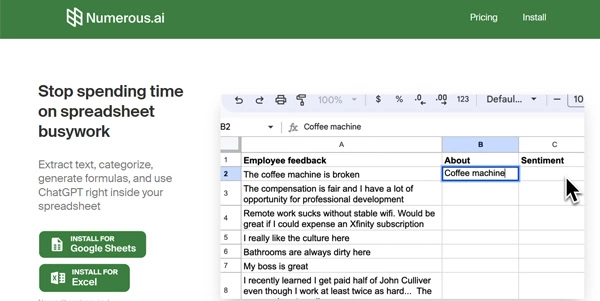 Numerous.ai
Pricing
Install
Stop spending time
on spreadsheet
busywork
Extract text, categorize,
generate formulas, and use
ChatGPT right inside your
spreadsheet
INSTALL FOR
Google Sheets
INSTALL FOR
Excel
100%
$ % .0 .00 123
Defaul...
10
B2
fx Coffee machine
A B C
1 Employee feedback About Sentiment
2 The coffee machine is broken Coffee machine
3 The compensation is fair and I have a lot of
opportunity for professional development
4 Remote work sucks without stable wifi. Would be
great if I could expense an Xfinity subscription
5 I really like the culture here
6 Bathrooms are always dirty here
7 My boss is great
8 I recently learned I get paid half of John Culliver
even though I work at least twice as hard... The